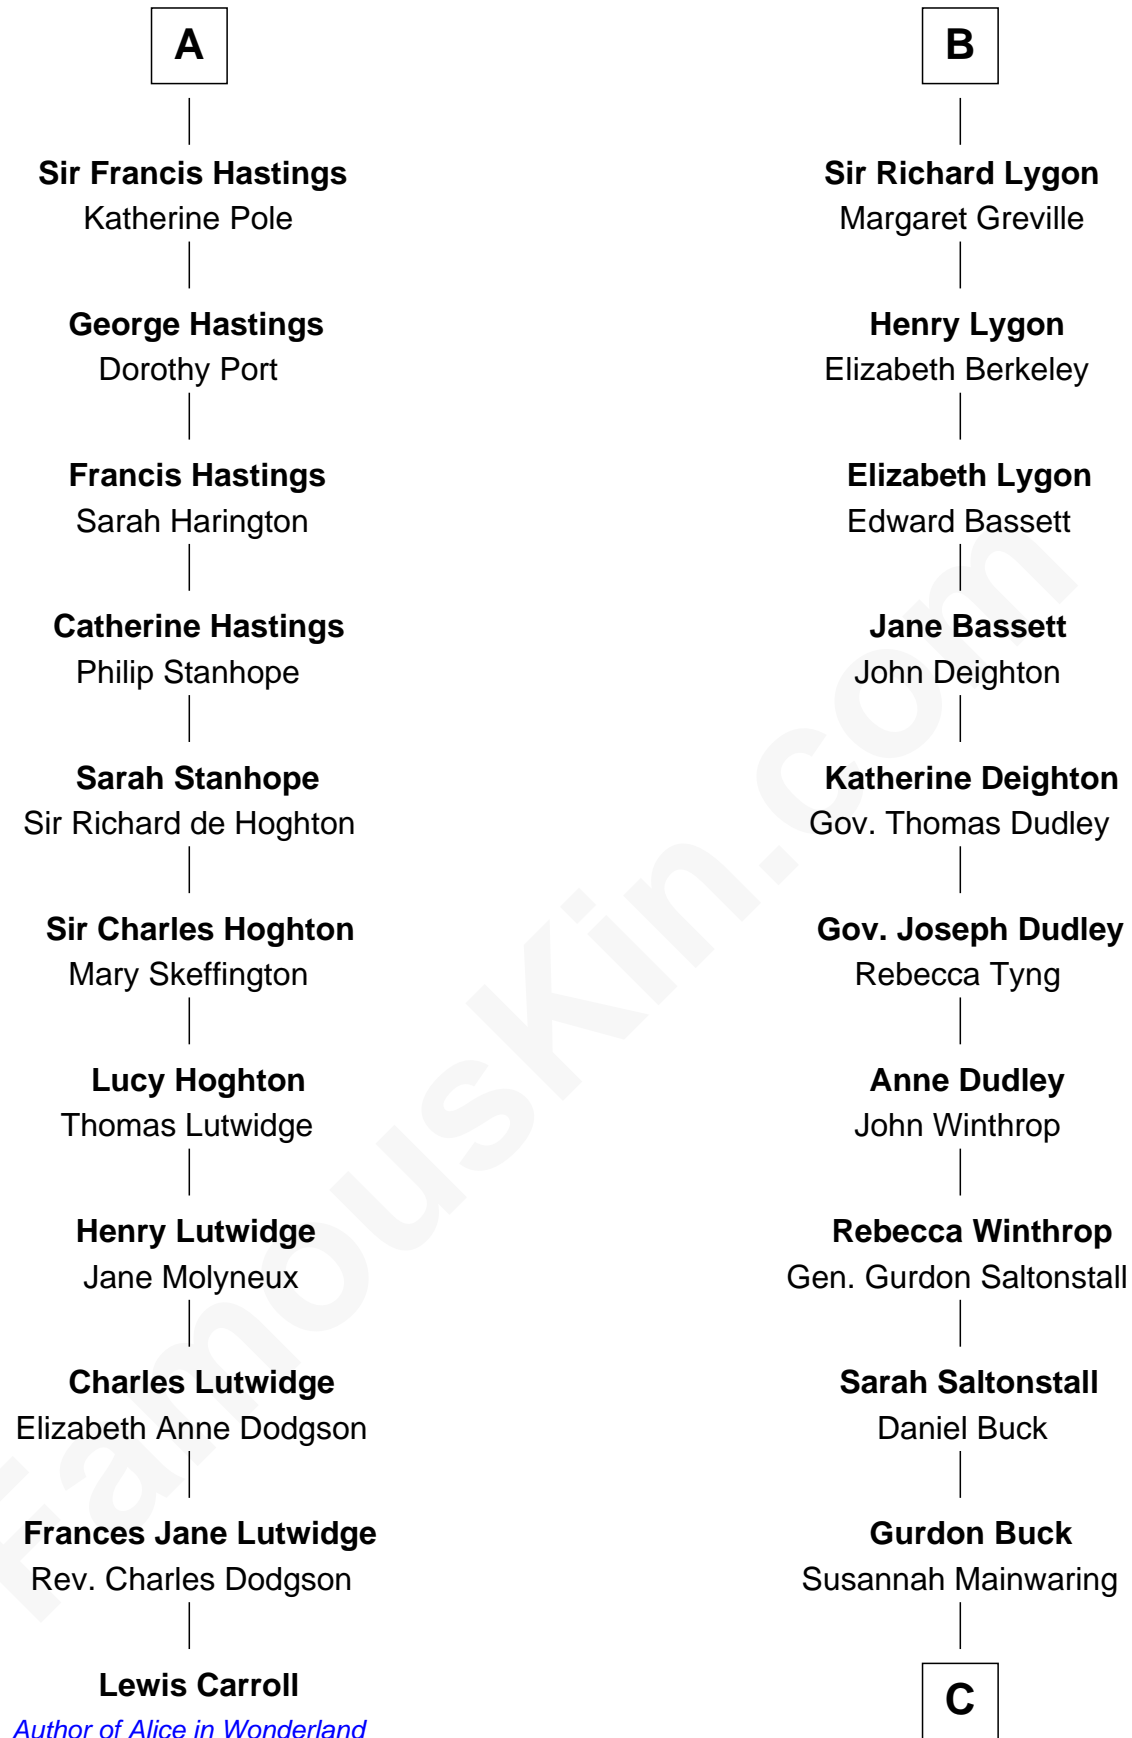 A
Sir Francis Hastings
Katherine Pole
George Hastings
Dorothy Port
Francis Hastings
Sarah Harington
Catherine Hastings
Philip Stanhope
Sarah Stanhope
Sir Richard de Hoghton
Sir Charles Hoghton
Mary Skeffington
Lucy Hoghton
Thomas Lutwidge
Henry Lutwidge
Jane Molyneux
Charles Lutwidge
Elizabeth Anne Dodgson
Frances Jane Lutwidge
Rev. Charles Dodgson
Lewis Carroll
Author of Alice in Wonderland
B
Sir Richard Lygon
Margaret Greville
Henry Lygon
Elizabeth Berkeley
Elizabeth Lygon
Edward Bassett
Jane Bassett
John Deighton
Katherine Deighton
Gov. Thomas Dudley
Gov. Joseph Dudley
Rebecca Tyng
Anne Dudley
John Winthrop
Rebecca Winthrop
Gen. Gurdon Saltonstall
Sarah Saltonstall
Daniel Buck
Gurdon Buck
Susannah Mainwaring
C
FamousKin.com